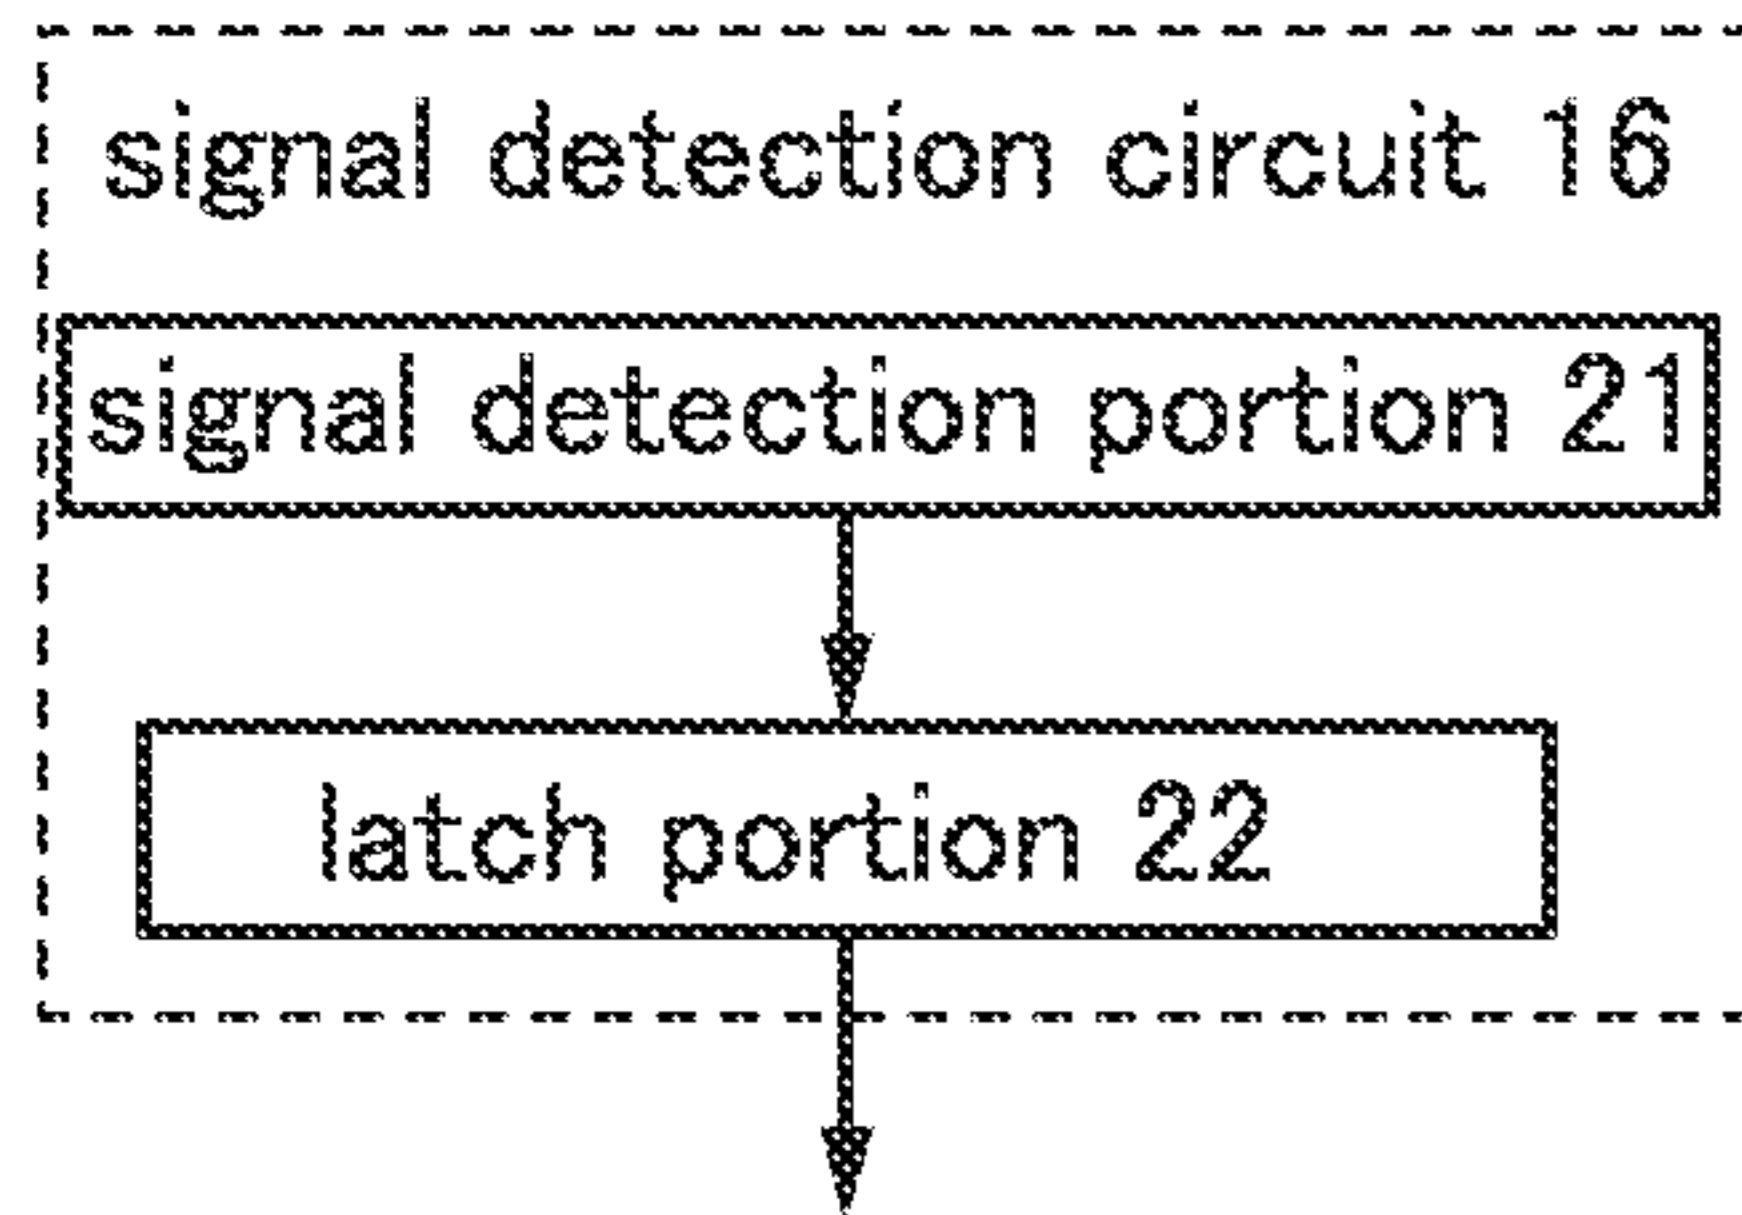 signal detection circuit 16
signal detection portion 21
latch portion 22